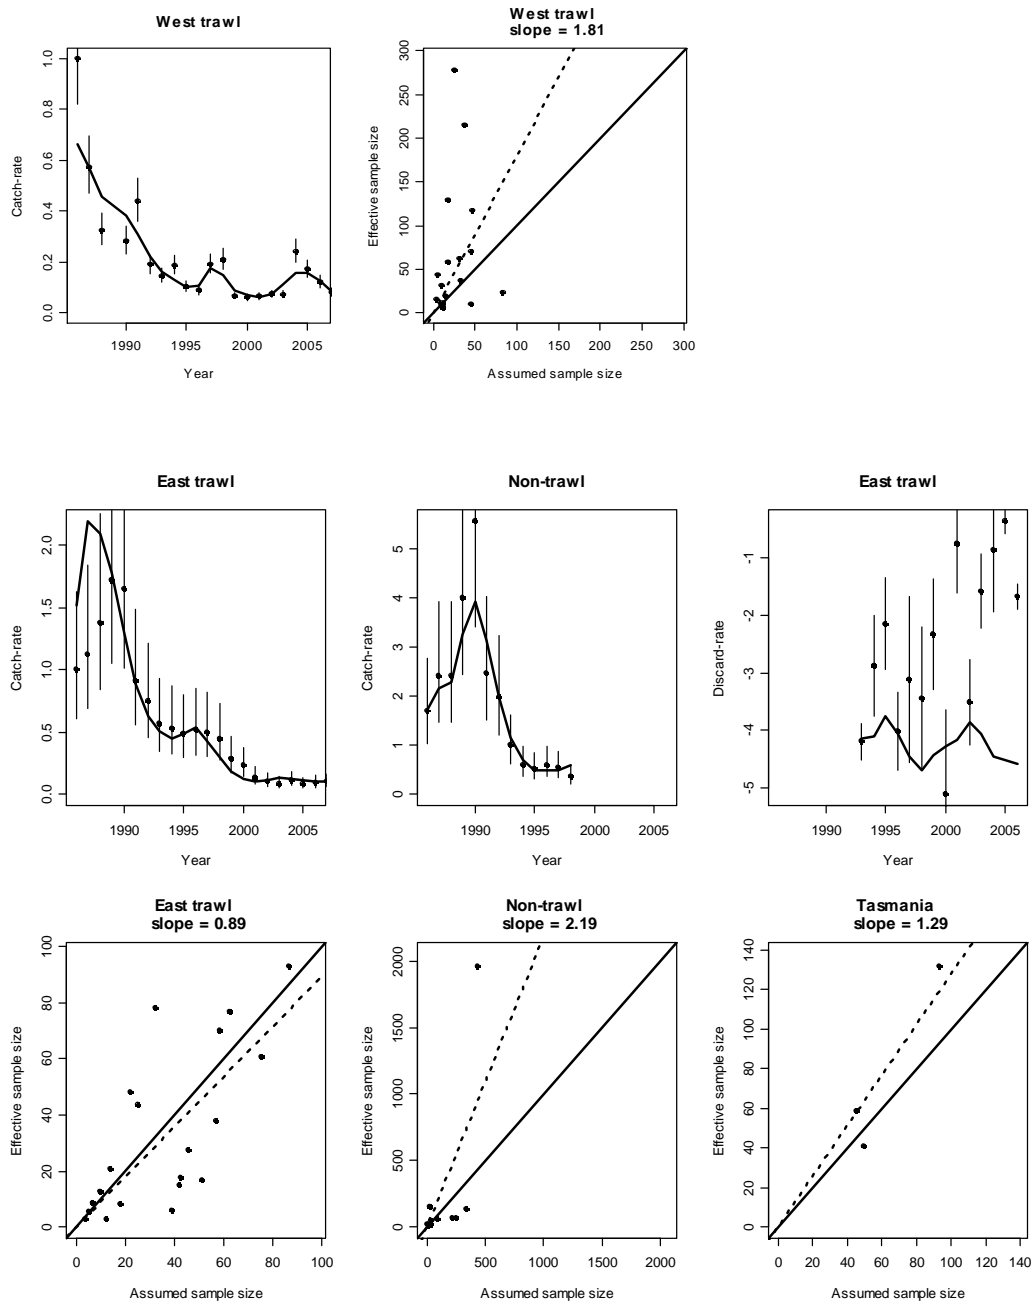 West trawl
1.0
0.8
0.6
0.4
0.2
0.0
Catch-rate
1990 1995 2000 2005
Year
West trawl
slope = 1.81
300
250
200
150
100
50
0
Effective sample size
0 50 100 150 200 250 300
Assumed sample size
East trawl
2.0
1.5
1.0
0.5
0.0
Catch-rate
1990 1995 2000 2005
Year
Non-trawl
5
4
3
2
1
0
Catch-rate
1990 1995 2000 2005
Year
East trawl
-1
-2
-3
-4
-5
Discard-rate
1990 1995 2000 2005
Year
East trawl
slope = 0.89
100
80
60
40
20
0
Effective sample size
0 20 40 60 80 100
Assumed sample size
Non-trawl
slope = 2.19
2000
1500
1000
500
0
Effective sample size
0 500 1000 1500 2000
Assumed sample size
Tasmania
slope = 1.29
140
120
100
80
60
40
20
0
Effective sample size
0 20 40 60 80 100 120 140
Assumed sample size